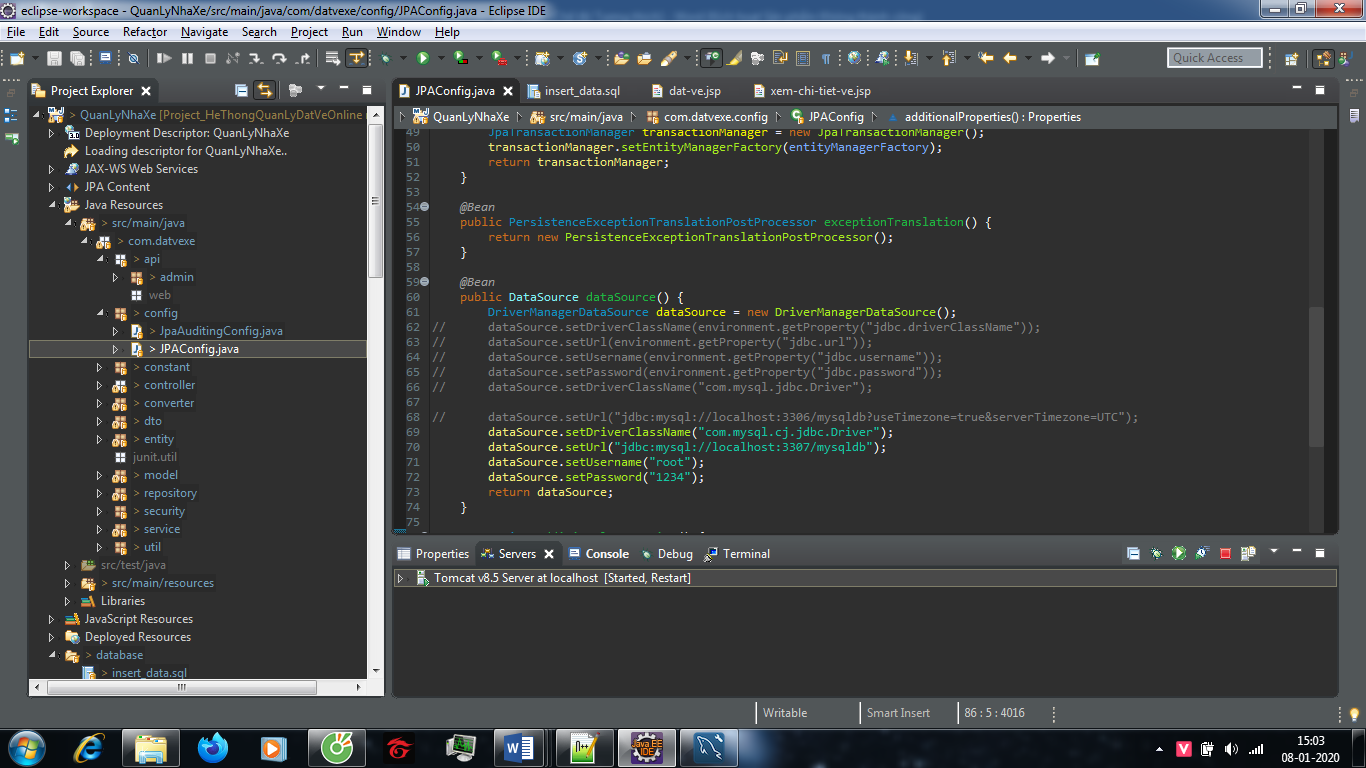 eclipse-workspace - QuanLyNhaXe/src/main/java/com/datvexe/config/JPAConfig.java - Eclipse IDE
File Edit Source Refactor Navigate Search Project Run Window Help
Quick Access
Project Explorer
JPAConfig.java insert_data.sql dat-ve.jsp xem-chi-tiet-ve.jsp
QuanLyNhaXe src/main/java com.datvexe.config JPAConfig additionalProperties() : Properties
> QuanLyNhaXe [Project_HeThongQuanLyDatVeOnline
Deployment Descriptor: QuanLyNhaXe
Loading descriptor for QuanLyNhaXe..
JAX-WS Web Services
JPA Content
Java Resources
> src/main/java
> com.datvexe
> api
> admin
web
> config
> JpaAuditingConfig.java
> JPAConfig.java
> constant
> controller
> converter
> dto
> entity
junit.util
> model
> repository
> security
> service
> util
> src/test/java
> src/main/resources
Libraries
JavaScript Resources
Deployed Resources
> database
> insert_data.sql
49 JpaTransactionManager transactionManager = new JpaTransactionManager();
50 transactionManager.setEntityManagerFactory(entityManagerFactory);
51 return transactionManager;
52 }
53
54 @Bean
55 public PersistenceExceptionTranslationPostProcessor exceptionTranslation() {
56 return new PersistenceExceptionTranslationPostProcessor();
57 }
58
59 @Bean
60 public DataSource dataSource() {
61 DriverManagerDataSource dataSource = new DriverManagerDataSource();
62 // dataSource.setDriverClassName(environment.getProperty("jdbc.driverClassName"));
63 // dataSource.setUrl(environment.getProperty("jdbc.url"));
64 // dataSource.setUsername(environment.getProperty("jdbc.username"));
65 // dataSource.setPassword(environment.getProperty("jdbc.password"));
66 // dataSource.setDriverClassName("com.mysql.jdbc.Driver");
67
68 // dataSource.setUrl("jdbc:mysql://localhost:3306/mysqldb?useTimezone=true&serverTimezone=UTC");
69 dataSource.setDriverClassName("com.mysql.cj.jdbc.Driver");
70 dataSource.setUrl("jdbc:mysql://localhost:3307/mysqldb");
71 dataSource.setUsername("root");
72 dataSource.setPassword("1234");
73 return dataSource;
74 }
75
Properties Servers Console Debug Terminal
Tomcat v8.5 Server at localhost [Started, Restart]
Writable Smart Insert 86 : 5 : 4016
15:03
08-01-2020